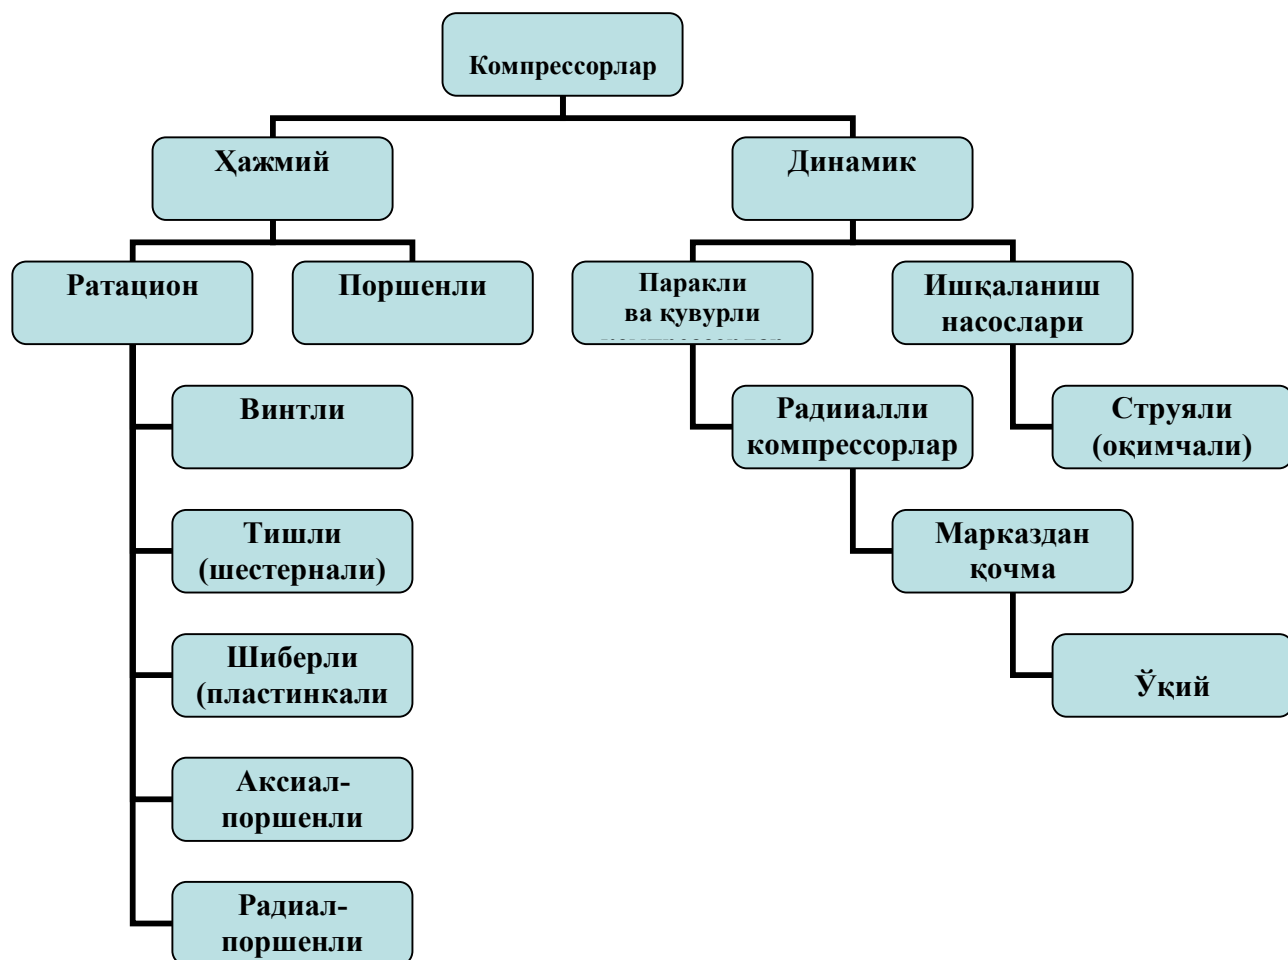 Компрессорлар
Ҳажмий
Динамик
Ратацион
Поршенли
Паракли
ва қувурли
Ишқаланиш
насослари
Винтли
Радииалли
компрессорлар
Струяли
(оқимчали)
Тишли
(шестернали)
Марказдан
қочма
Шиберли
(пластинкали
Ўқий
Аксиал-
поршенли
Радиал-
поршенли